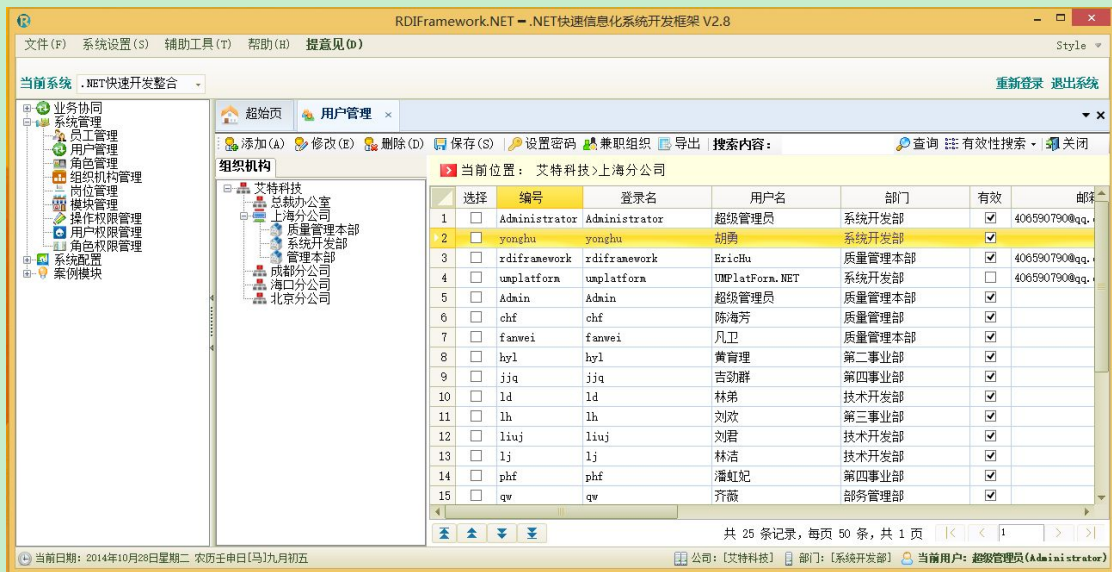 RDIFramework.NET ━ .NET快速信息化系统开发框架 V2.8
文件(F) 系统设置(S) 辅助工具(T) 帮助(H) 提意见(D) Style
当前系统 .NET快速开发整合 重新登录 退出系统
业务协同
系统管理
员工管理
用户管理
角色管理
组织机构管理
岗位管理
模块管理
操作权限管理
用户权限管理
角色权限管理
系统配置
案例模块
超始页 用户管理 ×
添加(A) 修改(E) 删除(D) 保存(S) 设置密码 兼职组织 导出 搜索内容: 查询 有效性搜索 关闭
组织机构
艾特科技
总裁办公室
上海分公司
质量管理本部
系统开发部
管理本部
成都分公司
海口分公司
北京分公司
当前位置: 艾特科技>上海分公司
选择 编号 登录名 用户名 部门 有效 邮箱
1 Administrator Administrator 超级管理员 系统开发部 406590790@qq.
2 yonghu yonghu 胡勇 系统开发部
3 rdiframework rdiframework EricHu 质量管理本部 406590790@qq.
4 umplatform umplatform UMPlatForm.NET 系统开发部 406590790@qq.
5 Admin Admin 超级管理员 质量管理本部
6 chf chf 陈海芳 质量管理部
7 fanwei fanwei 凡卫 质量管理本部
8 hyl hyl 黄育理 第二事业部
9 jjq jjq 吉劲群 第四事业部
10 ld ld 林弟 技术开发部
11 lh lh 刘欢 第三事业部
12 liuj liuj 刘君 技术开发部
13 lj lj 林洁 技术开发部
14 phf phf 潘虹妃 第四事业部
15 qw qw 齐薇 部务管理部
共 25 条记录，每页 50 条，共 1 页 1
当前日期: 2014年10月28日星期二 农历壬申日[马]九月初五 公司: [艾特科技] 部门: [系统开发部] 当前用户: 超级管理员(Administrator)